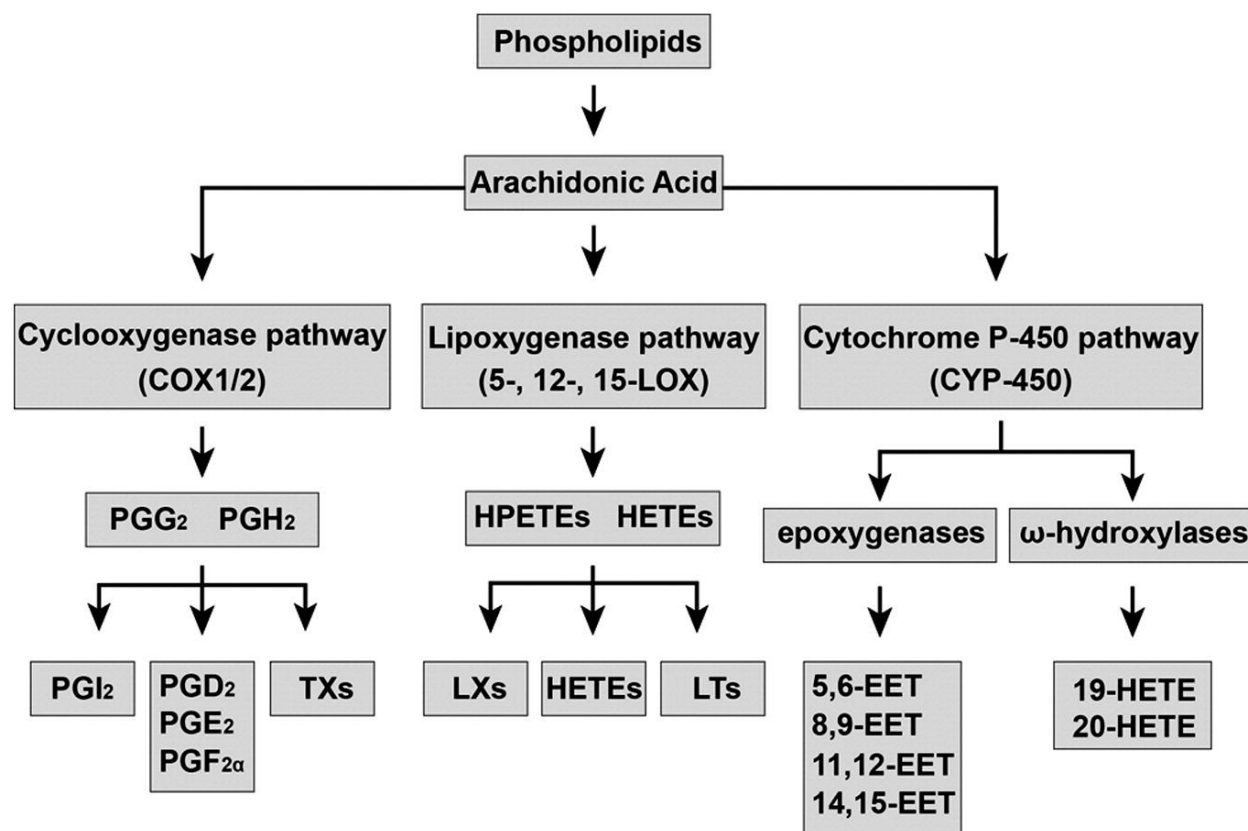 Phospholipids
Arachidonic Acid
Cyclooxygenase pathway
(COX1/2)
Lipoxygenase pathway
(5-, 12-, 15-LOX)
Cytochrome P-450 pathway
(CYP-450)
PGG₂ PGH₂
HPETEs HETEs
epoxygenases
ω-hydroxylases
PGI₂
PGD₂
PGE₂
PGF₂α
TXs
LXs
HETEs
LTs
5,6-EET
8,9-EET
11,12-EET
14,15-EET
19-HETE
20-HETE